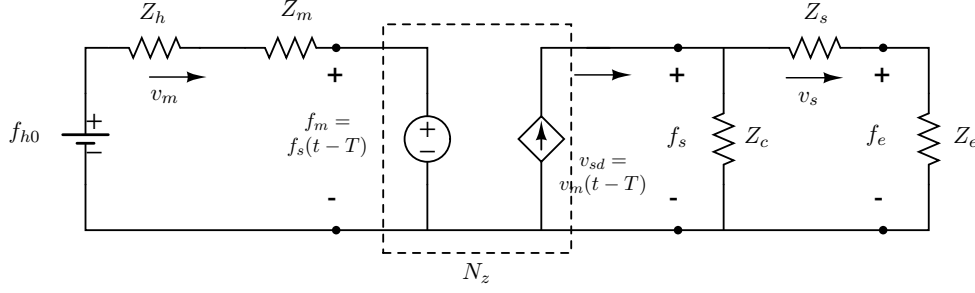 Z_h
Z_m
Z_s
v_m
+
+
+
v_s
f_{h0}
+
−
f_m =
f_s(t − T)
+
−
v_{sd} =
v_m(t − T)
f_s
Z_c
f_e
Z_e
-
-
-
N_z